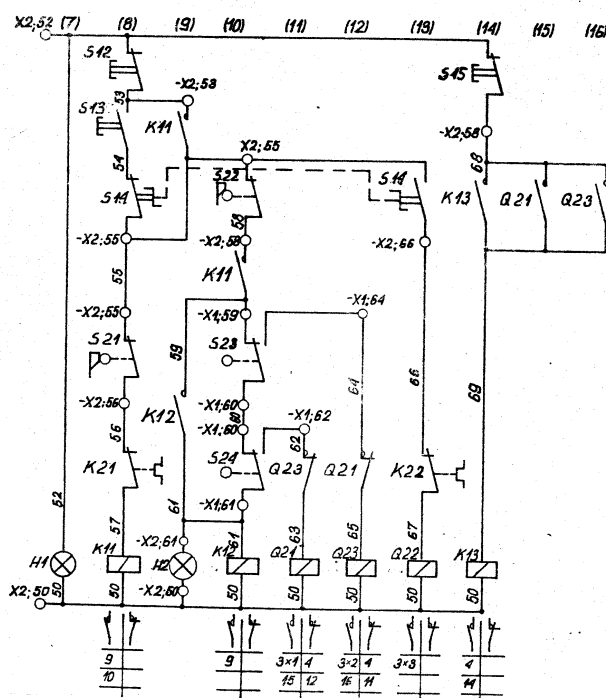 X2;52 (7) (8) (9) (10) (11) (12) (13) (14) (15) (16)
S12
S15
53
-X2;53
S13
K11
-X2;58
X2;55
54
S22
S14
68
S14
K13
Q21
Q23
58
-X2;55
-X2;58
-X2;66
K11
55
-X1;64
-X2;55
-X1;59
59
S21
S23
64
66
69
-X2;56
-X1;60
60
-X1;60
-X1;62
K12
56
62
S24
K21
Q23
Q21
K22
52
-X1;61
57
61
63
65
67
-X2;61
61
H1
K11
H2
K12
Q21
Q23
Q22
K13
-X2;50
50
50
50
50
50
50
50
X2;50
9
9
3×1 4
3×2 4
3×3
4
10
15 12
16 11
14